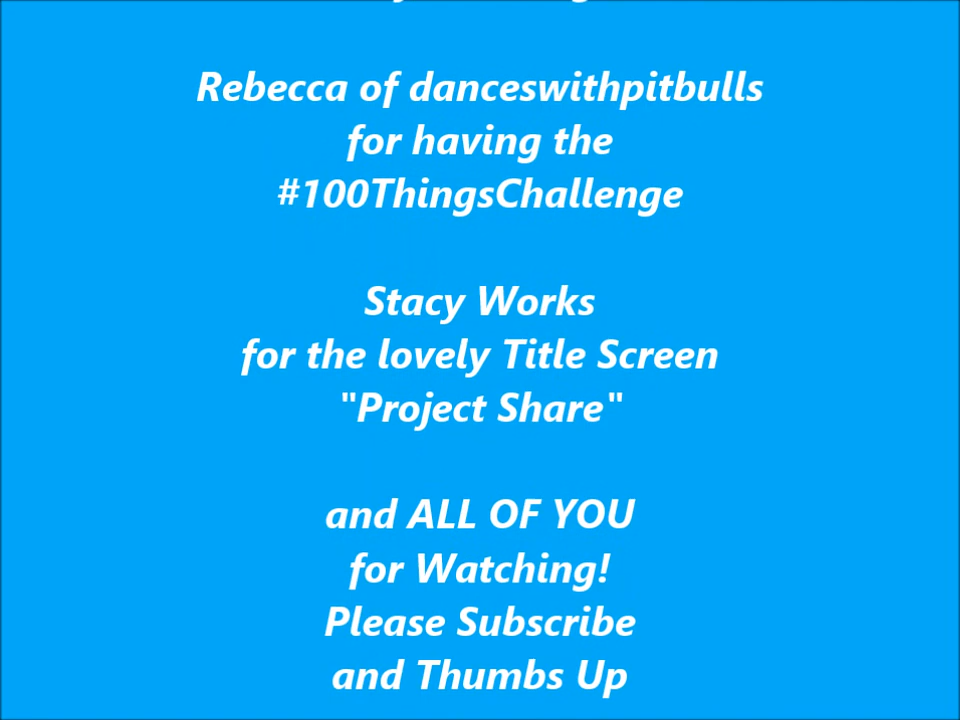 Rebecca of danceswithpitbulls
for having the
#100ThingsChallenge
Stacy Works
for the lovely Title Screen
"Project Share"
and ALL OF YOU
for Watching!
Please Subscribe
and Thumbs Up